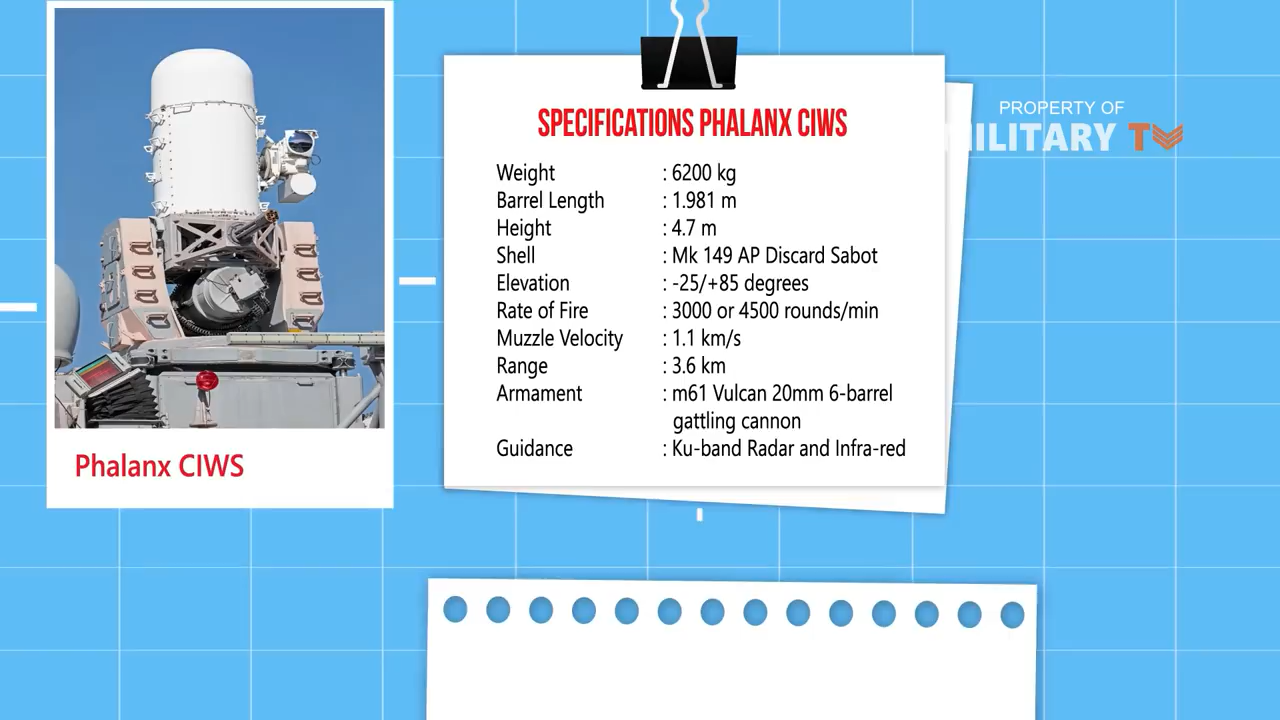 PROPERTY OF
MILITARY TV
SPECIFICATIONS PHALANX CIWS
Weight : 6200 kg
Barrel Length : 1.981 m
Height : 4.7 m
Shell : Mk 149 AP Discard Sabot
Elevation : -25/+85 degrees
Rate of Fire : 3000 or 4500 rounds/min
Muzzle Velocity : 1.1 km/s
Range : 3.6 km
Armament : m61 Vulcan 20mm 6-barrel
gattling cannon
Guidance : Ku-band Radar and Infra-red
Phalanx CIWS